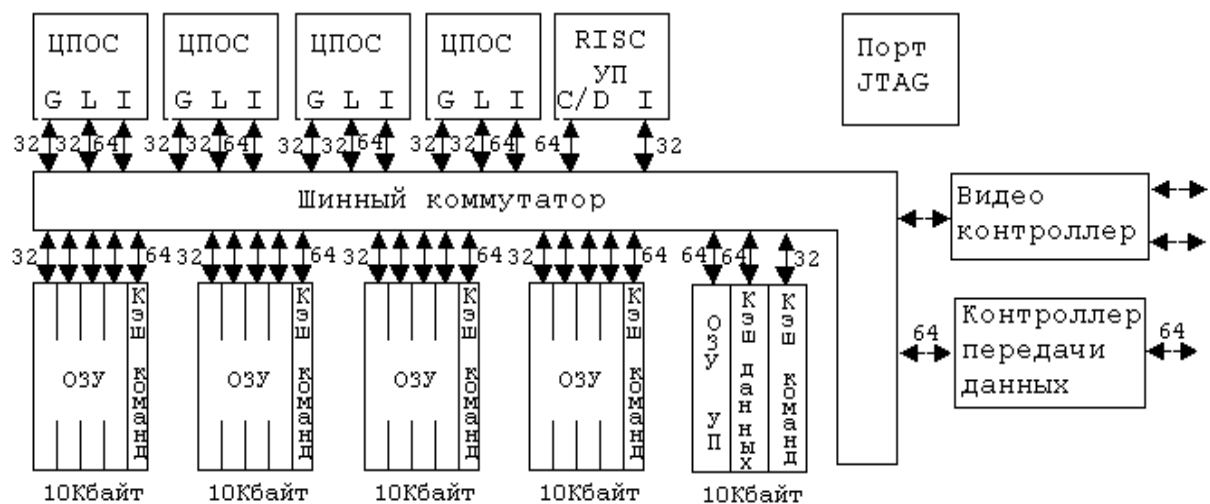 ЦПОС
ЦПОС
ЦПОС
ЦПОС
RISC
УП
Порт
JTAG
G L I
G L I
G L I
G L I
C/D I
32 32 64
32 32 64
32 32 64
32 32 64
64 32
Шинный коммутатор
Видео
контроллер
32 64
32 64
32 64
32 64
64 64 32
ОЗУ
Кэш команд
ОЗУ
Кэш команд
ОЗУ
Кэш команд
ОЗУ
Кэш команд
ОЗУ УП
Кэш данных
Кэш команд
64
Контроллер
передачи
данных
64
10Кбайт
10Кбайт
10Кбайт
10Кбайт
10Кбайт